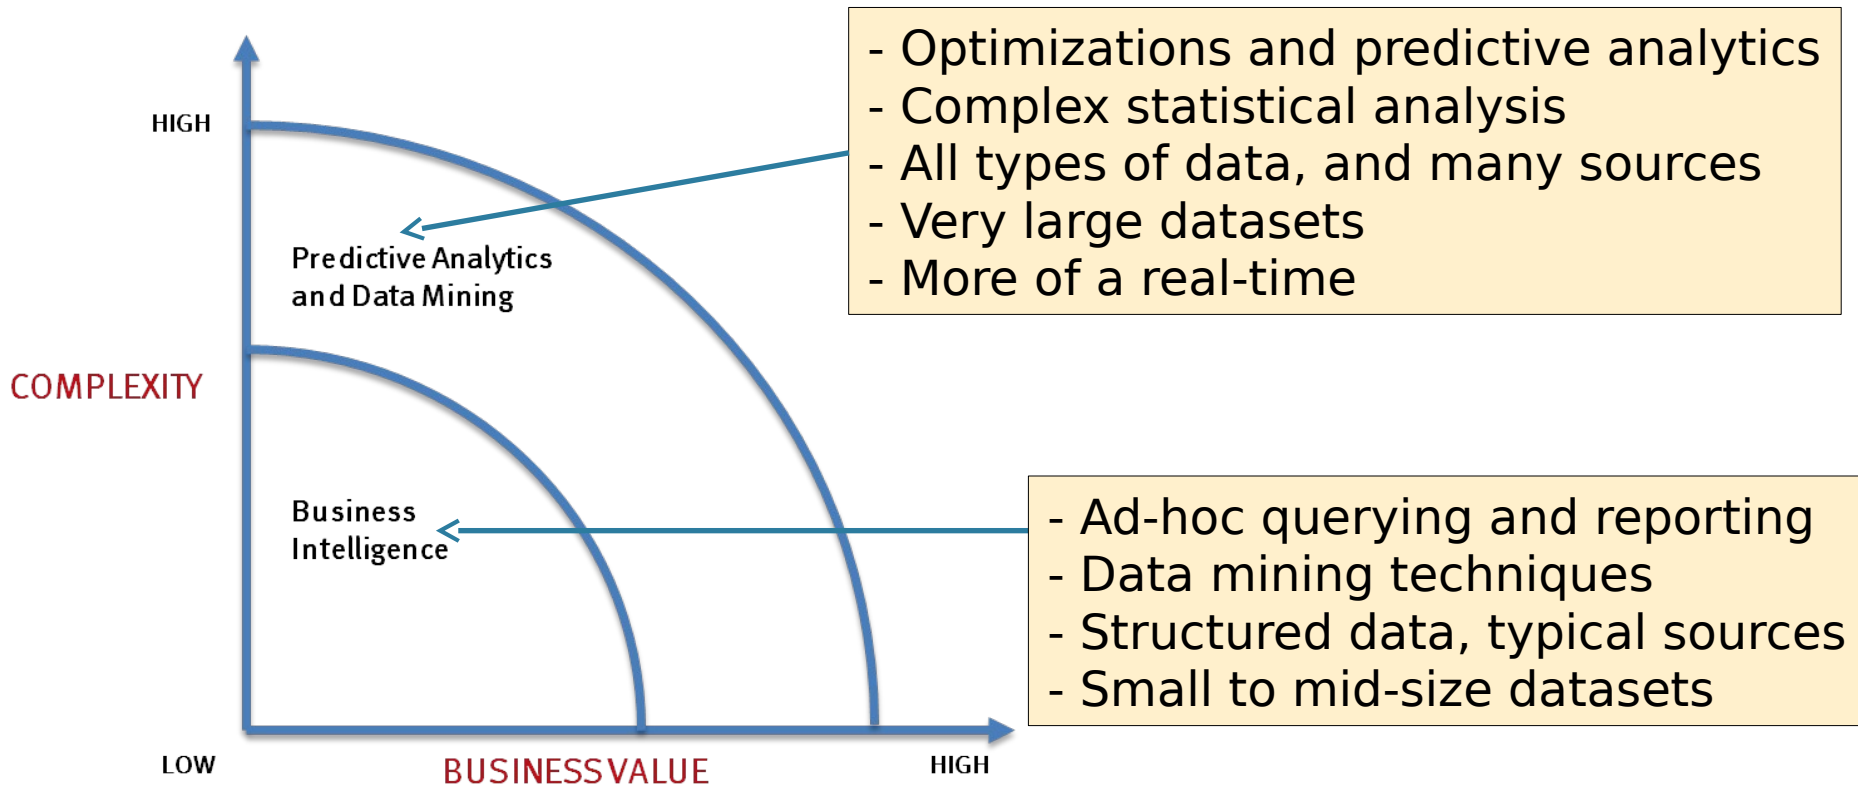 - Optimizations and predictive analytics
- Complex statistical analysis
- All types of data, and many sources
- Very large datasets
- More of a real-time
HIGH
Predictive Analytics
and Data Mining
COMPLEXITY
Business
Intelligence
- Ad-hoc querying and reporting
- Data mining techniques
- Structured data, typical sources
- Small to mid-size datasets
LOW
BUSINESS VALUE
HIGH